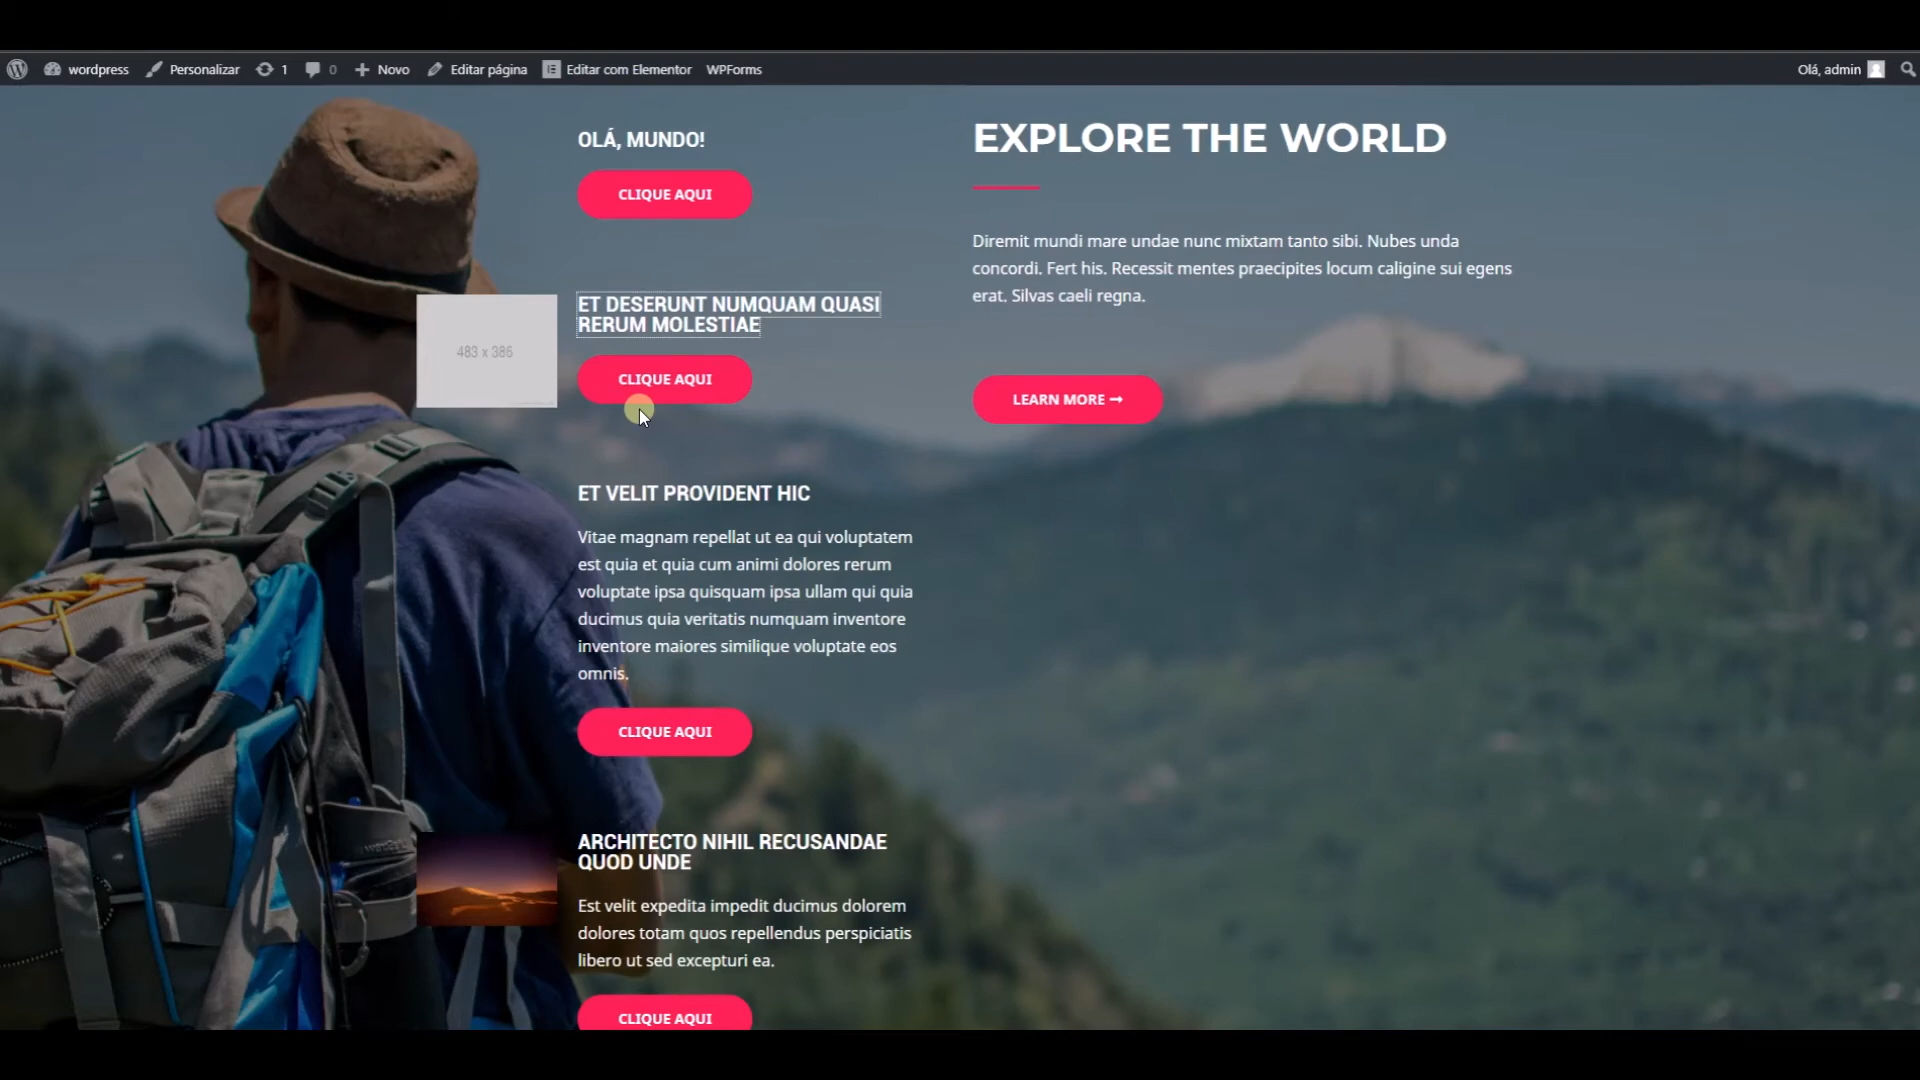 wordpress Personalizar 1 0 Novo Editar página Editar com Elementor WPForms Olá, admin
OLÁ, MUNDO!
CLIQUE AQUI
483 x 386
ET DESERUNT NUMQUAM QUASI
RERUM MOLESTIAE
CLIQUE AQUI
ET VELIT PROVIDENT HIC
Vitae magnam repellat ut ea qui voluptatem
est quia et quia cum animi dolores rerum
voluptate ipsa quisquam ipsa ullam qui quia
ducimus quia veritatis numquam inventore
inventore maiores similique voluptate eos
omnis.
CLIQUE AQUI
ARCHITECTO NIHIL RECUSANDAE
QUOD UNDE
Est velit expedita impedit ducimus dolorem
dolores totam quos repellendus perspiciatis
libero ut sed excepturi ea.
CLIQUE AQUI
EXPLORE THE WORLD
Diremit mundi mare undae nunc mixtam tanto sibi. Nubes unda
concordi. Fert his. Recessit mentes praecipites locum caligine sui egens
erat. Silvas caeli regna.
LEARN MORE →